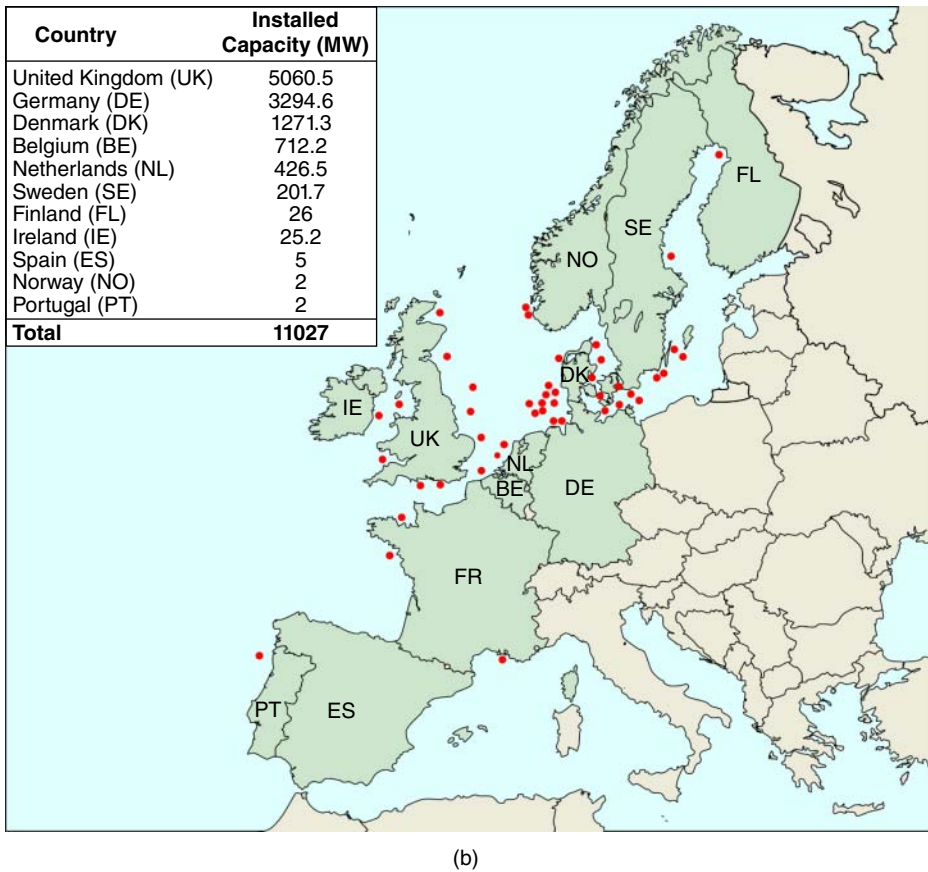 Country Installed Capacity (MW)
United Kingdom (UK) 5060.5
Germany (DE) 3294.6
Denmark (DK) 1271.3
Belgium (BE) 712.2
Netherlands (NL) 426.5
Sweden (SE) 201.7
Finland (FL) 26
Ireland (IE) 25.2
Spain (ES) 5
Norway (NO) 2
Portugal (PT) 2
Total 11027
FL
SE
NO
DK
IE
UK
NL
BE
DE
FR
PT
ES
(b)